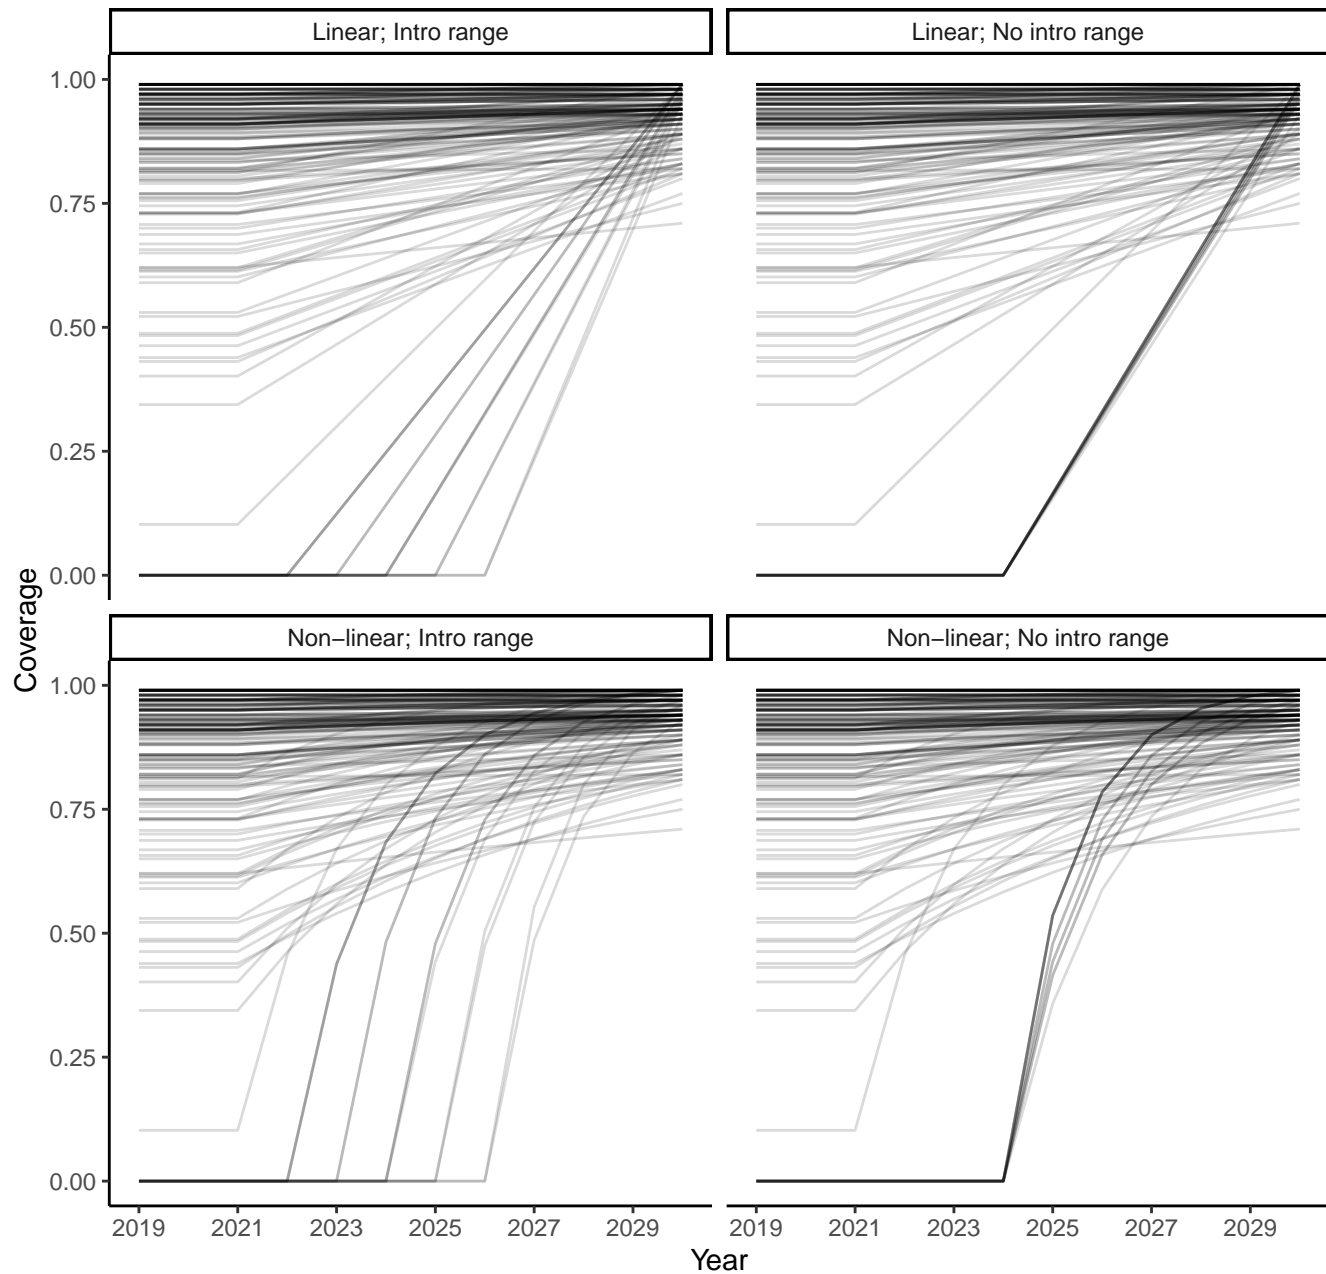 Linear; Intro range
Linear; No intro range
1.00
0.75
0.50
0.25
0.00
Non−linear; Intro range
Non−linear; No intro range
1.00
0.75
0.50
0.25
0.00
Coverage
2019 2021 2023 2025 2027 2029
2019 2021 2023 2025 2027 2029
Year